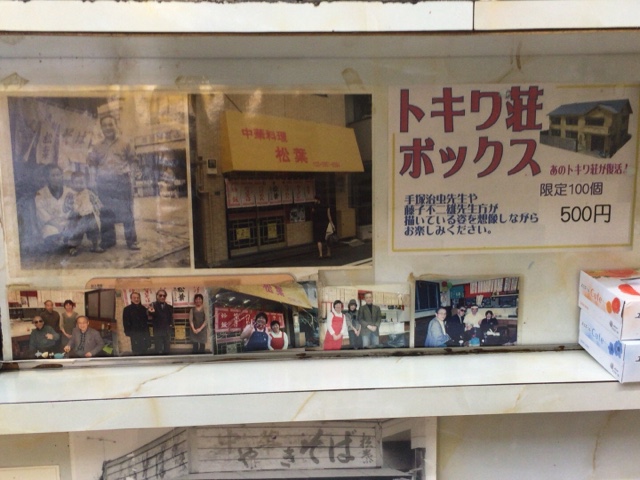 中華料理
松葉
トキワ荘
ボックス
あのトキワ荘が復活!
限定100個
500円
手塚治虫先生や
藤子不二雄先生方が
描いている姿を想像しながら
お楽しみください。
中華
やきそば